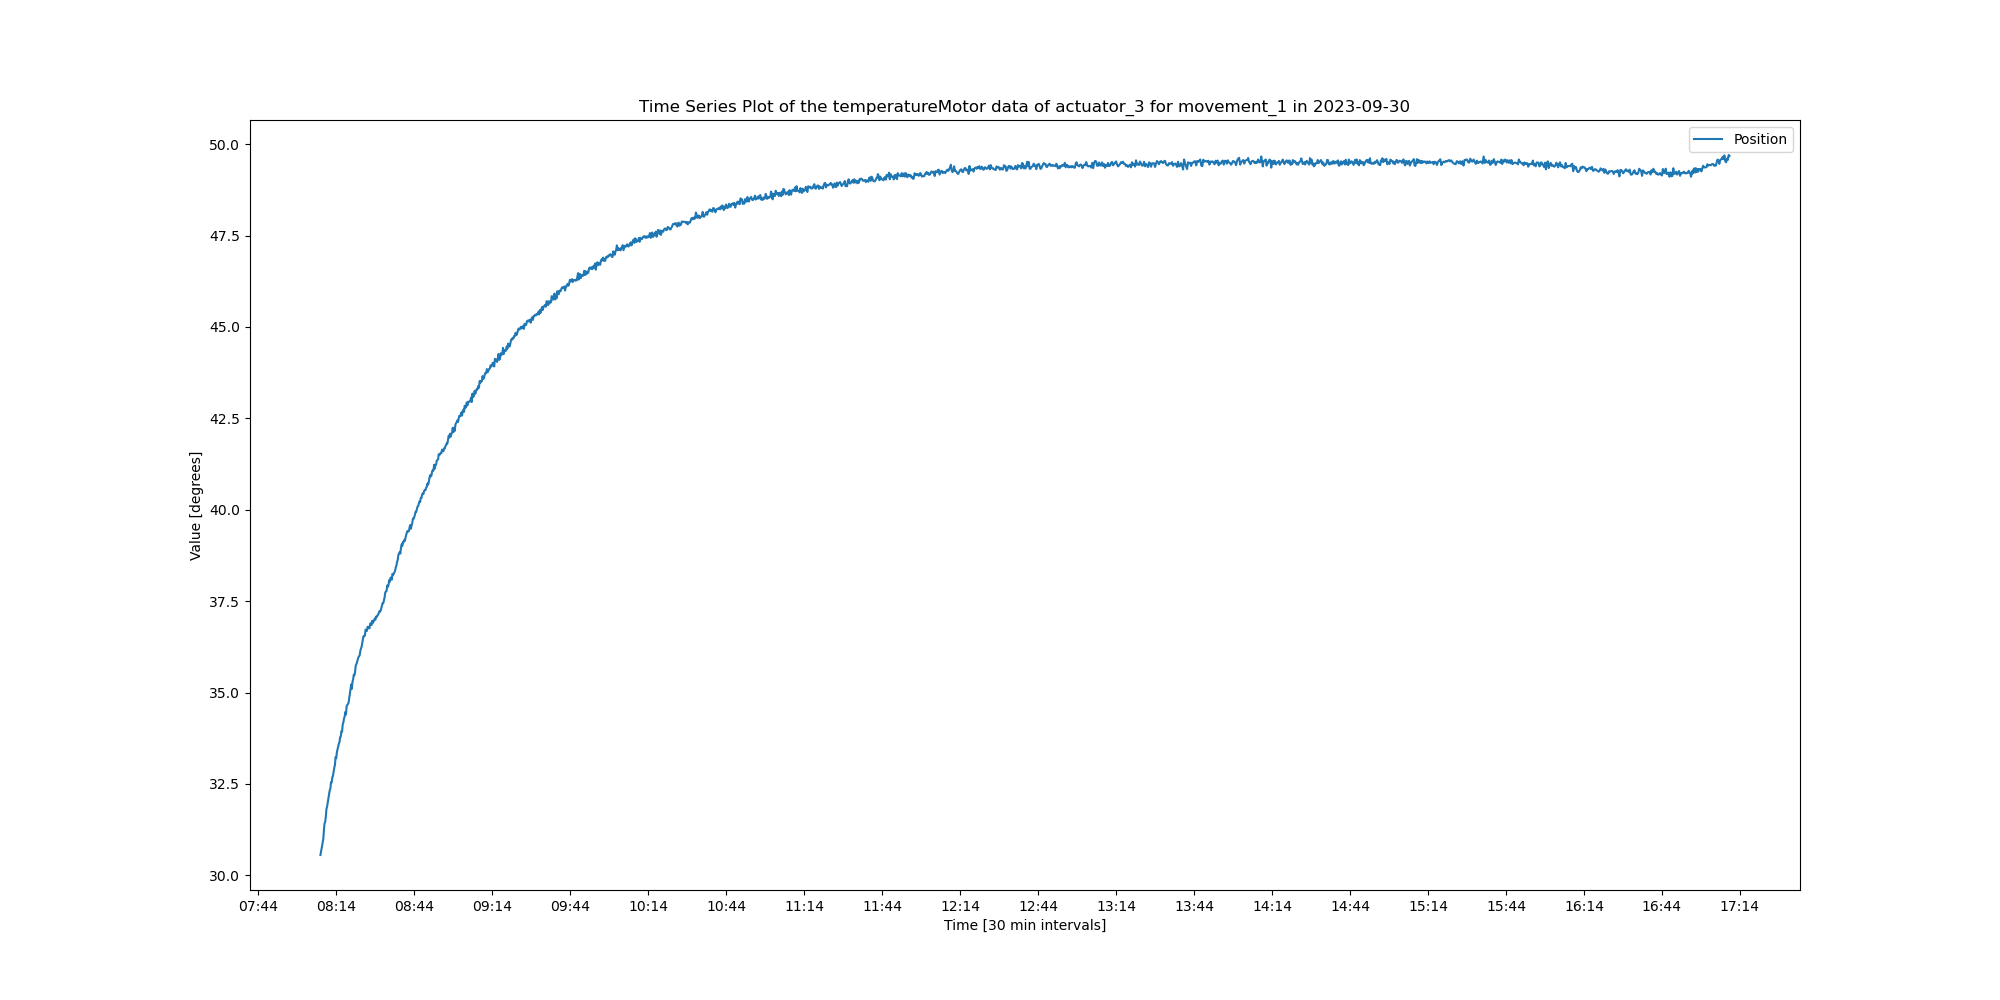 Time Series Plot of the temperatureMotor data of actuator_3 for movement_1 in 2023-09-30
Position
50.0
47.5
45.0
42.5
40.0
37.5
35.0
32.5
30.0
Value [degrees]
07:44 08:14 08:44 09:14 09:44 10:14 10:44 11:14 11:44 12:14 12:44 13:14 13:44 14:14 14:44 15:14 15:44 16:14 16:44 17:14
Time [30 min intervals]